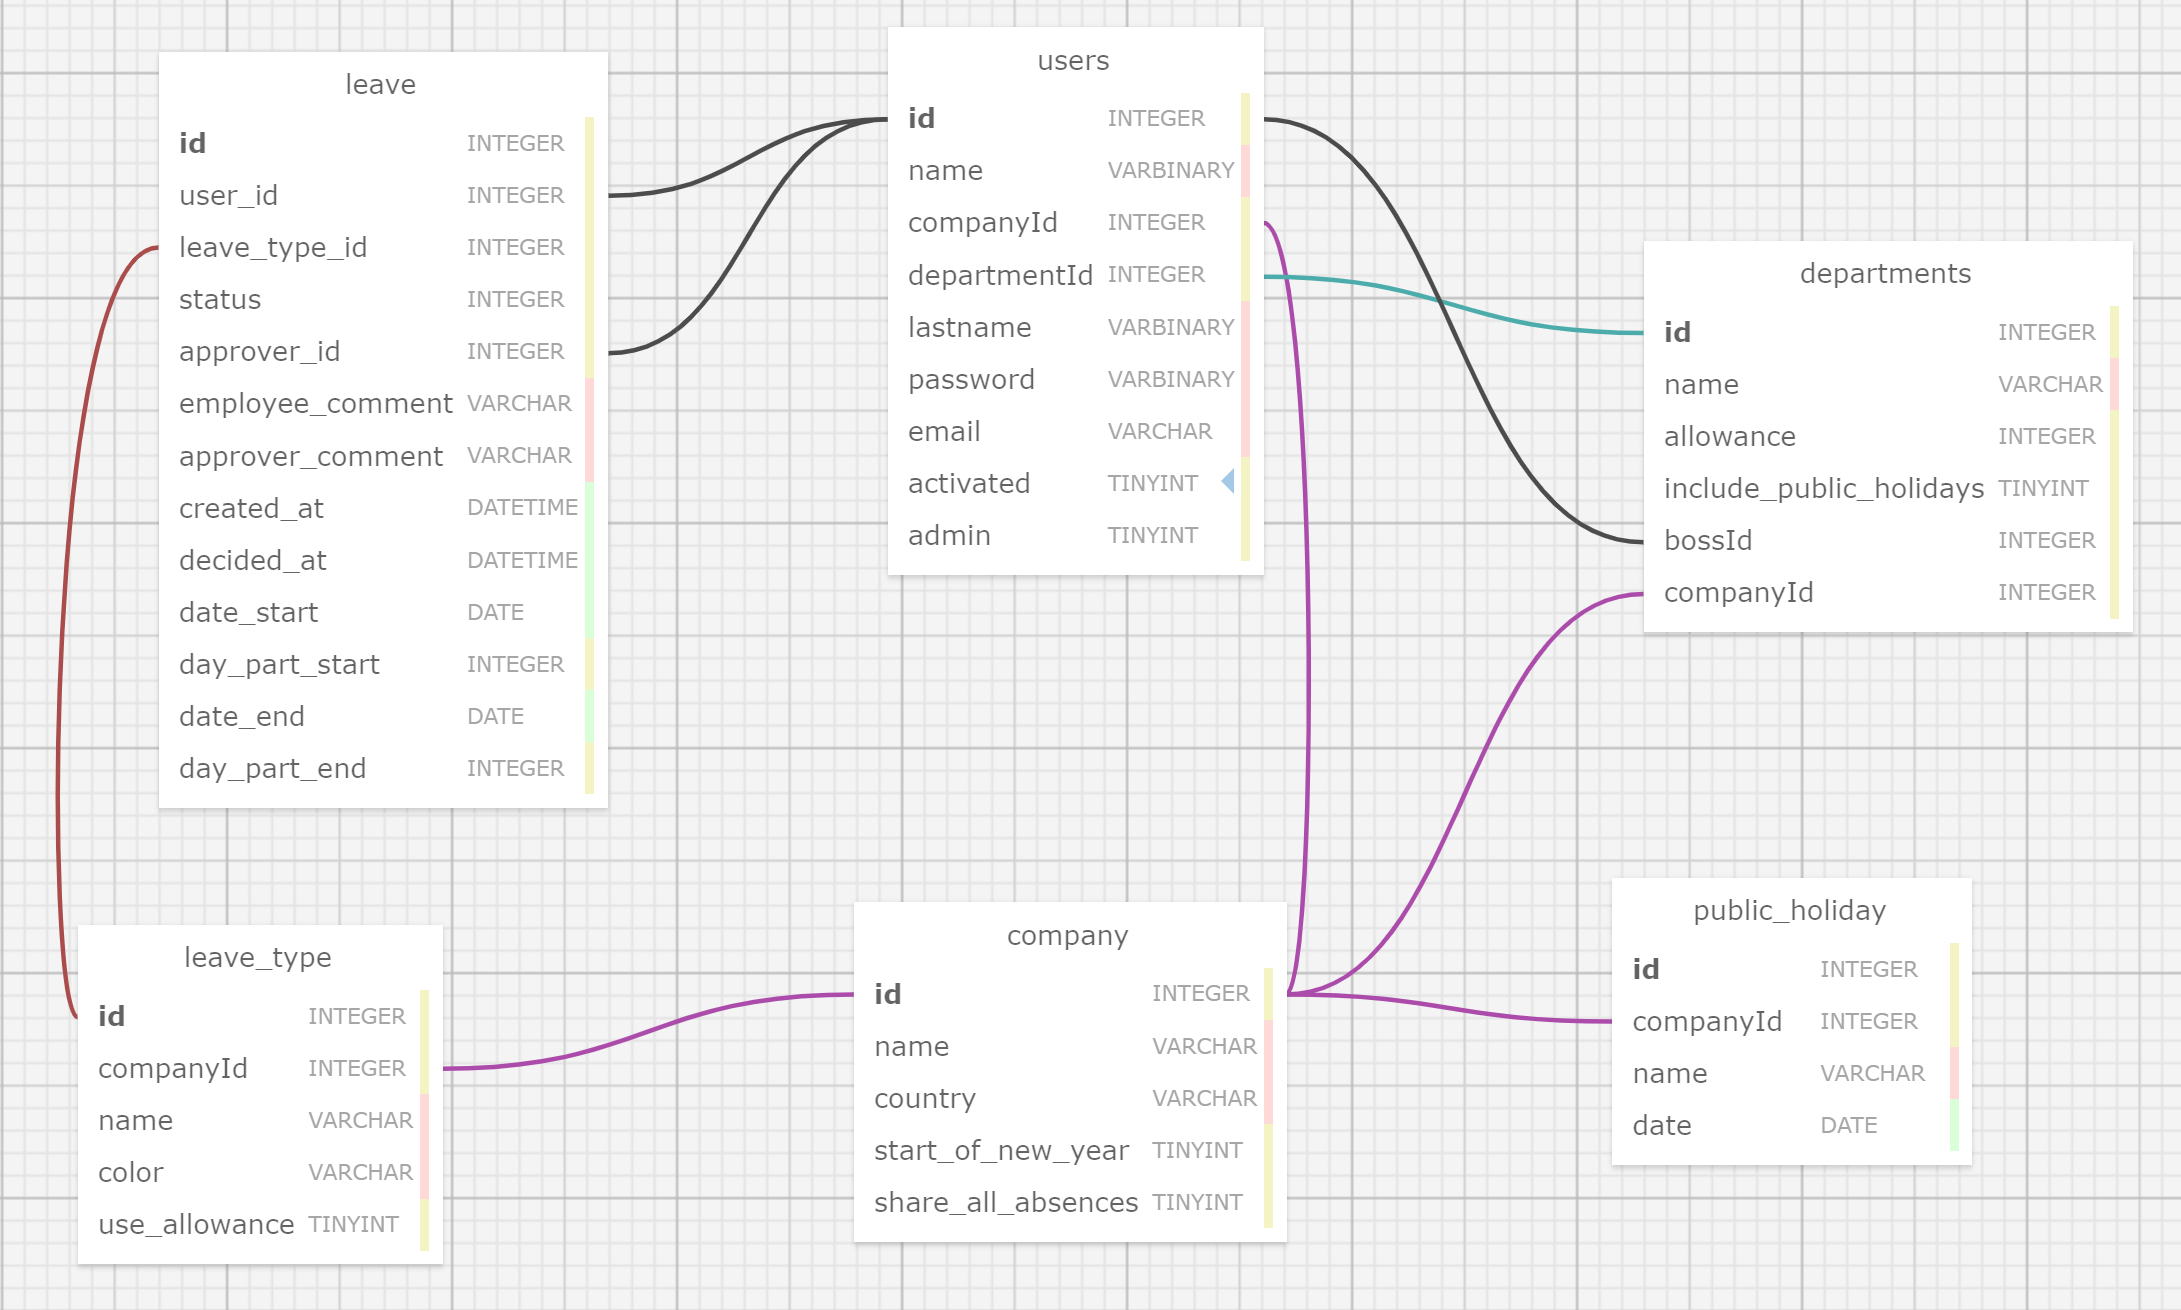 leave
id INTEGER
user_id INTEGER
leave_type_id INTEGER
status INTEGER
approver_id INTEGER
employee_comment VARCHAR
approver_comment VARCHAR
created_at DATETIME
decided_at DATETIME
date_start DATE
day_part_start INTEGER
date_end DATE
day_part_end INTEGER
users
id INTEGER
name VARBINARY
companyId INTEGER
departmentId INTEGER
lastname VARBINARY
password VARBINARY
email VARCHAR
activated TINYINT
admin TINYINT
departments
id INTEGER
name VARCHAR
allowance INTEGER
include_public_holidays TINYINT
bossId INTEGER
companyId INTEGER
leave_type
id INTEGER
companyId INTEGER
name VARCHAR
color VARCHAR
use_allowance TINYINT
company
id INTEGER
name VARCHAR
country VARCHAR
start_of_new_year TINYINT
share_all_absences TINYINT
public_holiday
id INTEGER
companyId INTEGER
name VARCHAR
date DATE